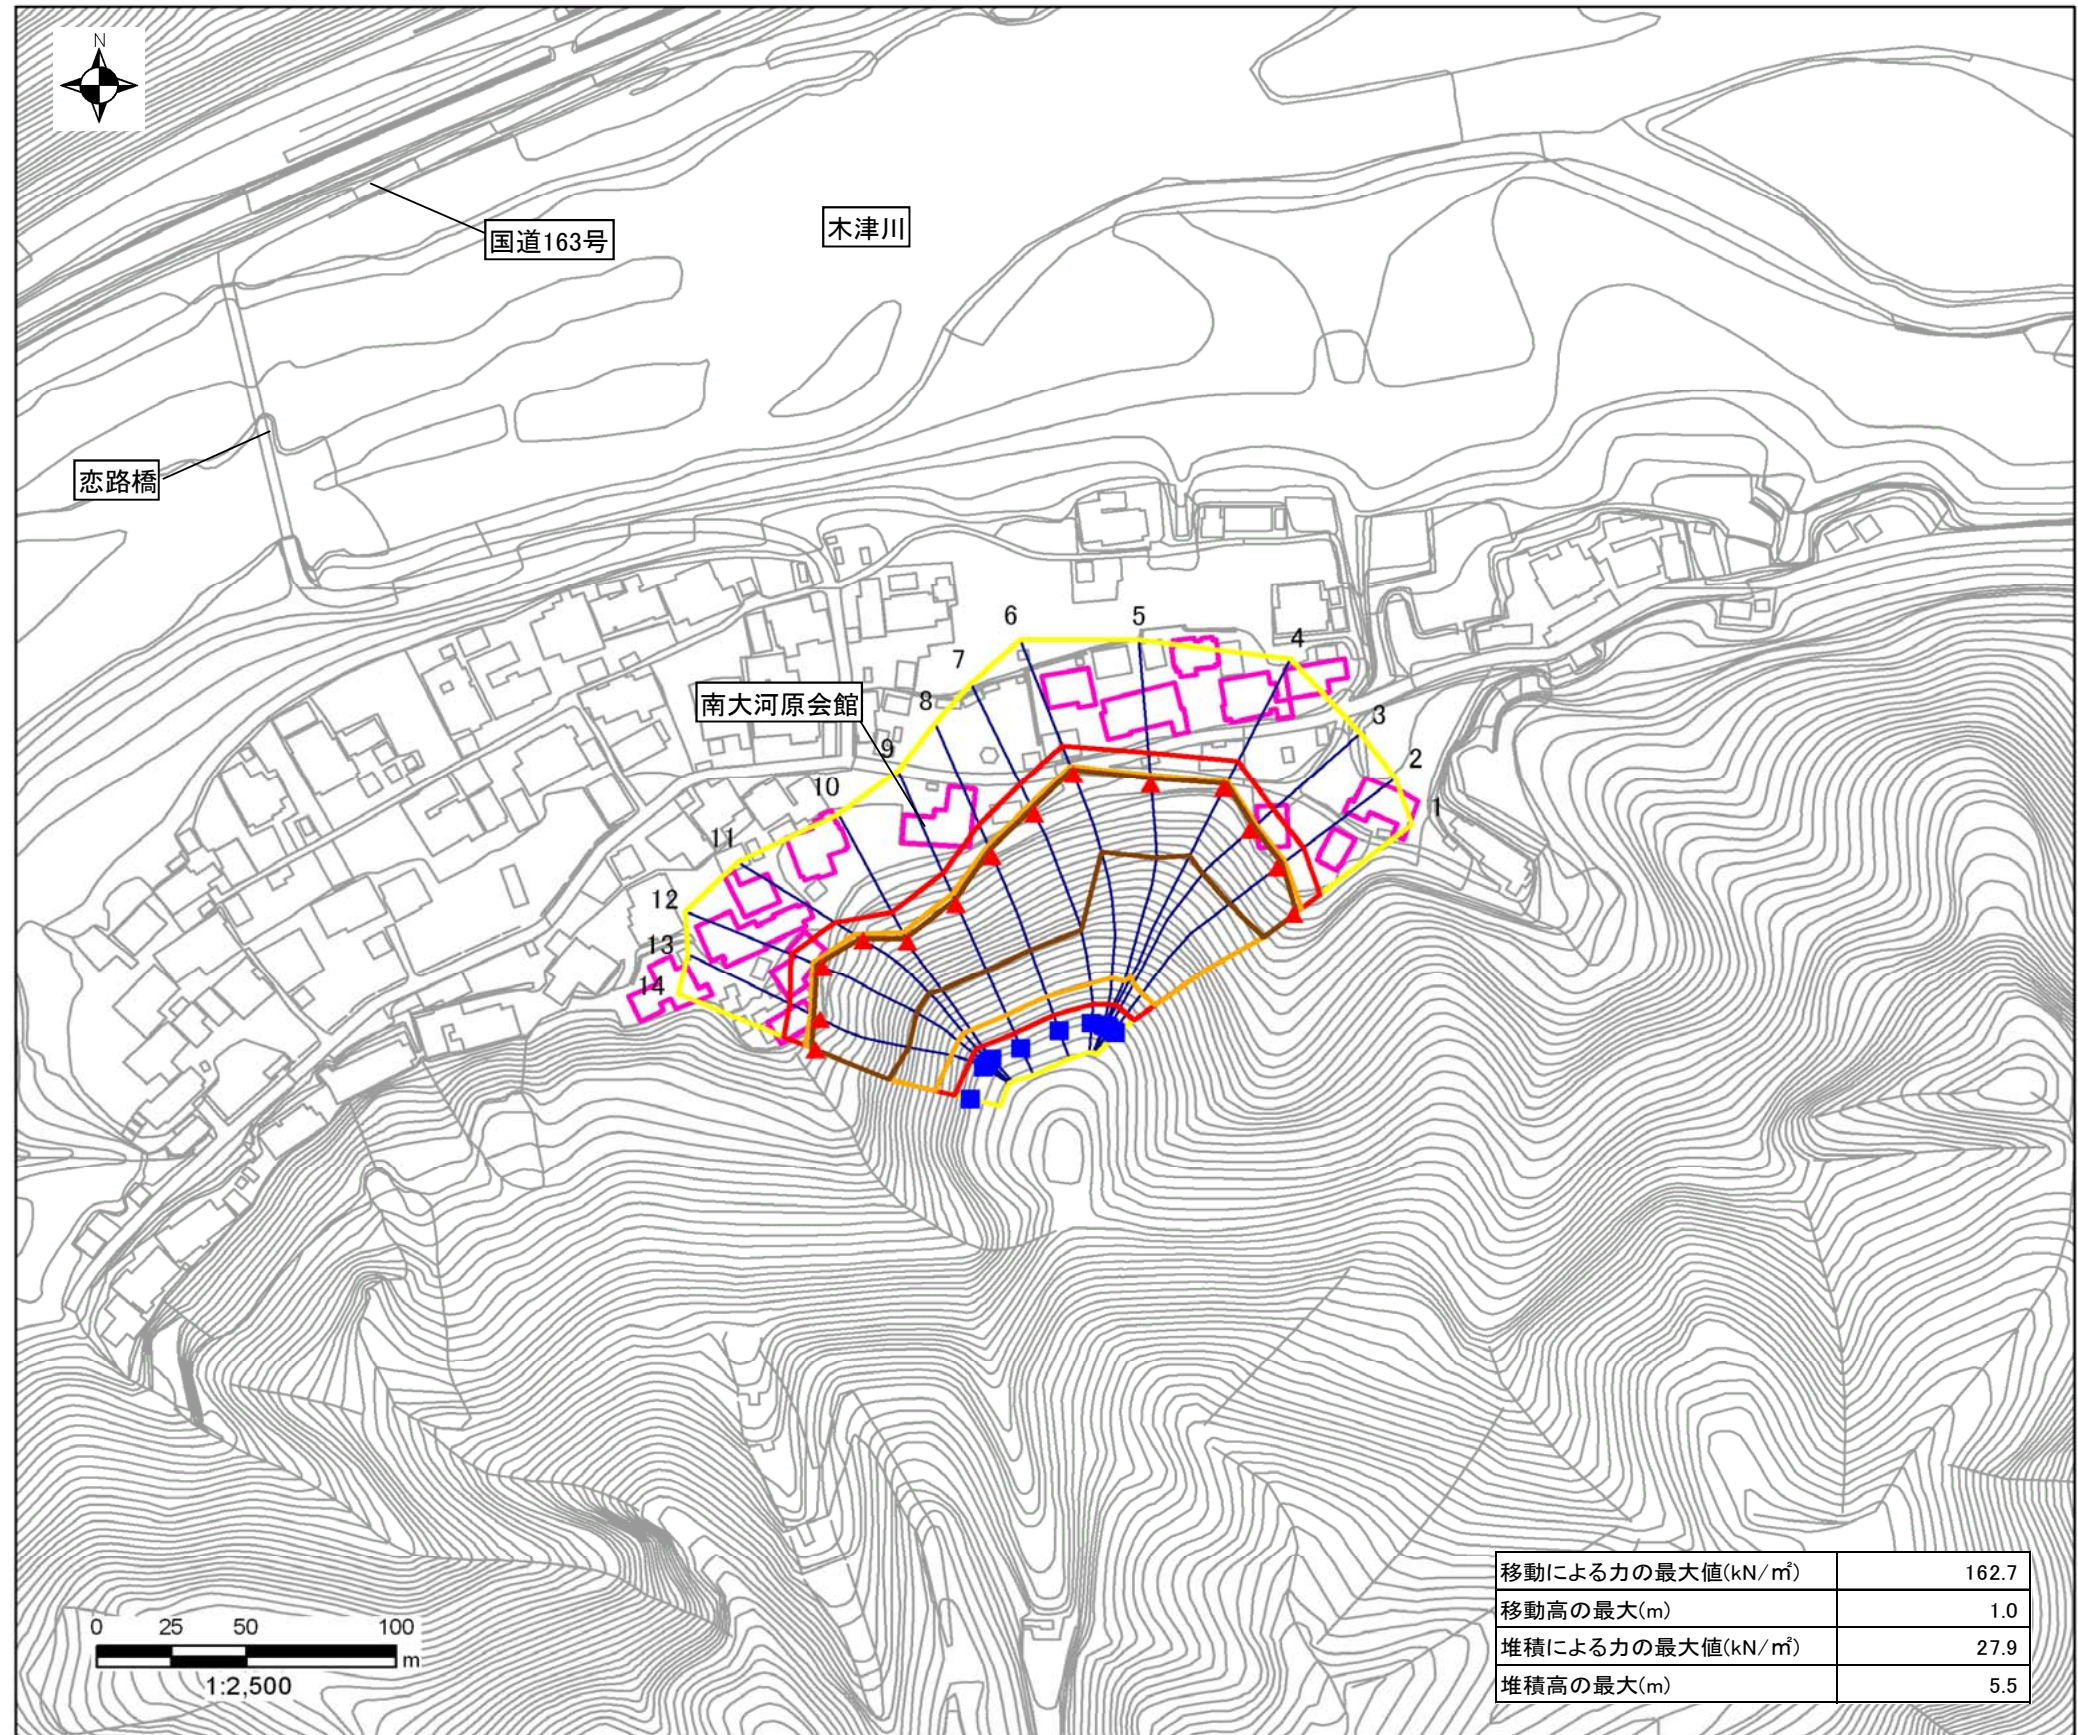 N
国道163号
木津川
恋路橋
6
5
4
7
南大河原会館
8
3
9
2
10
1
11
12
13
14
移動による力の最大値(kN/㎡) 162.7
移動高の最大(m) 1.0
堆積による力の最大値(kN/㎡) 27.9
堆積高の最大(m) 5.5
0 25 50 100
m
1:2,500